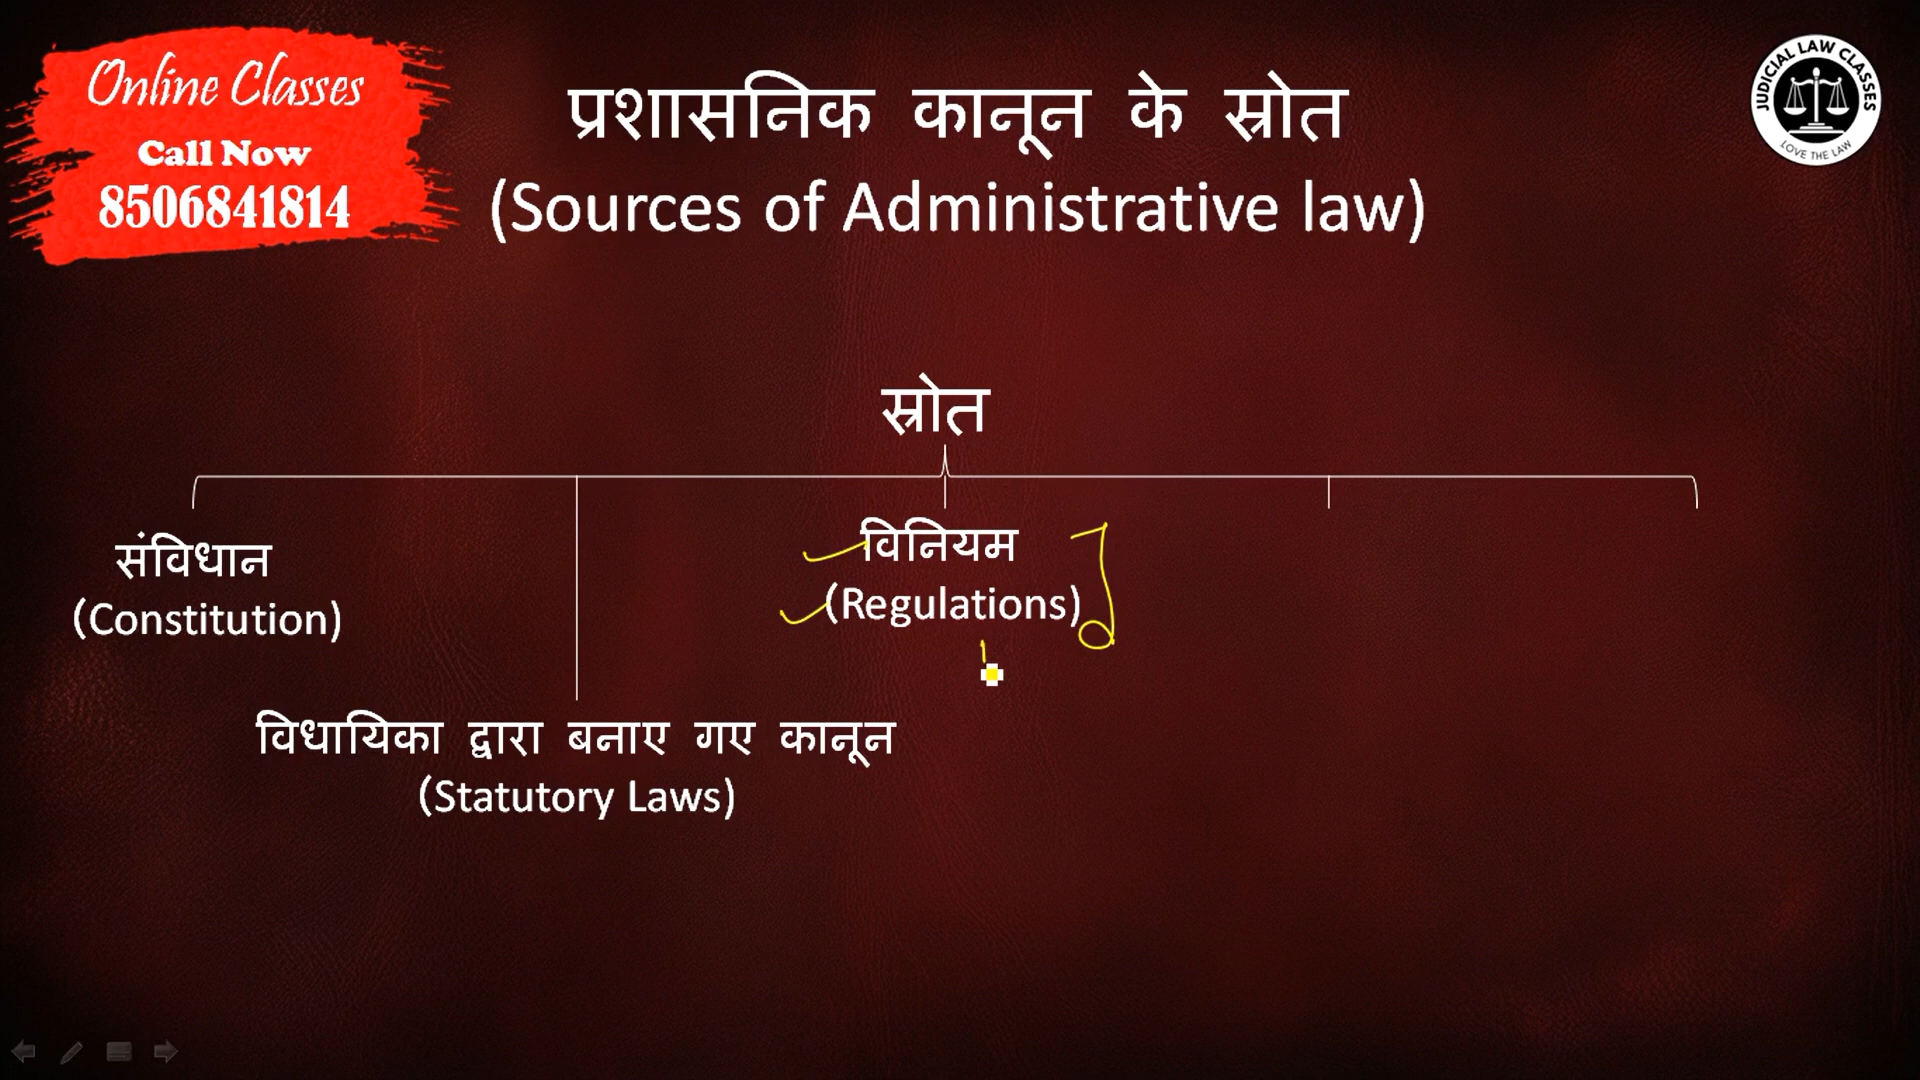 Online Classes
Call Now
8506841814
प्रशासनिक कानून के स्रोत
(Sources of Administrative law)
JUDICIAL LAW CLASSES
LOVE THE LAW
स्रोत
संविधान
(Constitution)
विनियम
(Regulations)
विधायिका द्वारा बनाए गए कानून
(Statutory Laws)